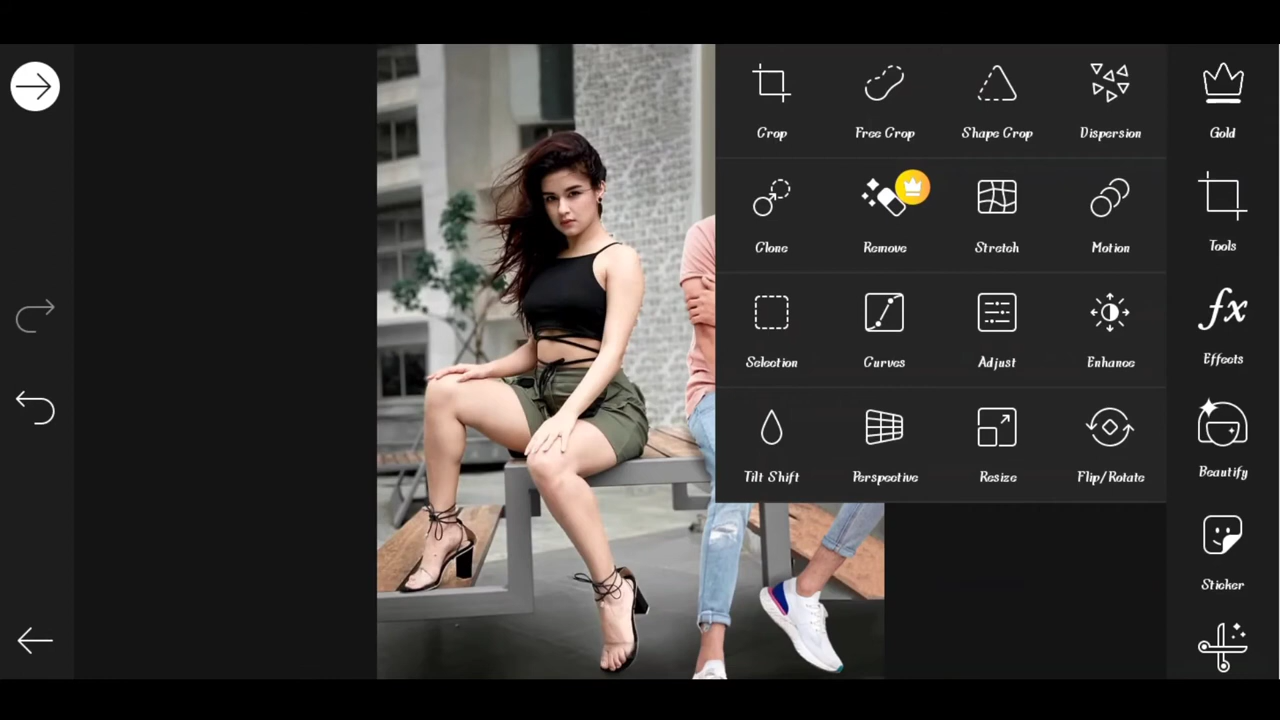 Crop
Free Crop
Shape Crop
Dispersion
Gold
Clone
Remove
Stretch
Motion
Tools
Selection
Curves
Adjust
Enhance
fx
Effects
Tilt Shift
Perspective
Resize
Flip/Rotate
Beautify
Sticker